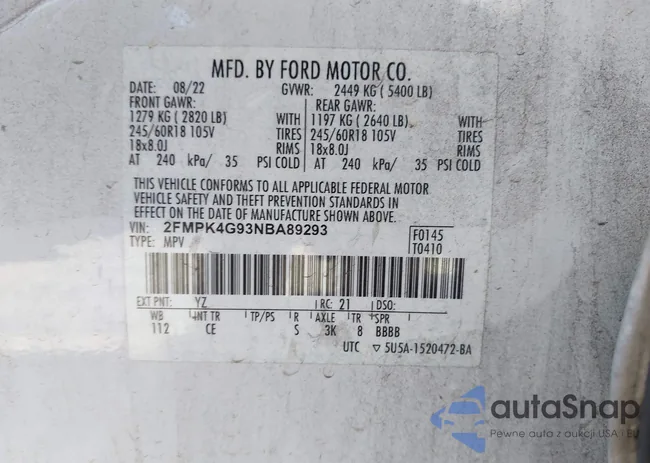 MFD. BY FORD MOTOR CO.
DATE: 08/22 GVWR: 2449 KG ( 5400 LB)
FRONT GAWR: REAR GAWR:
1279 KG ( 2820 LB) WITH 1197 KG ( 2640 LB) WITH
245/60R18 105V TIRES 245/60R18 105V TIRES
18x8.0J RIMS 18x8.0J RIMS
AT 240 kPa/ 35 PSI COLD AT 240 kPa/ 35 PSI COLD
THIS VEHICLE CONFORMS TO ALL APPLICABLE FEDERAL MOTOR
VEHICLE SAFETY AND THEFT PREVENTION STANDARDS IN
EFFECT ON THE DATE OF MANUFACTURE SHOWN ABOVE.
VIN: 2FMPK4G93NBA89293 F0145
TYPE: MPV T0410
EXT PNT: YZ RC: 21 DSO:
WB INT TR TP/PS R AXLE TR SPR
112 CE S 3K 8 BBBB
UTC ▽ 5U5A-1520472-BA
autaSnap
Pewne auta z aukcji USA i EU